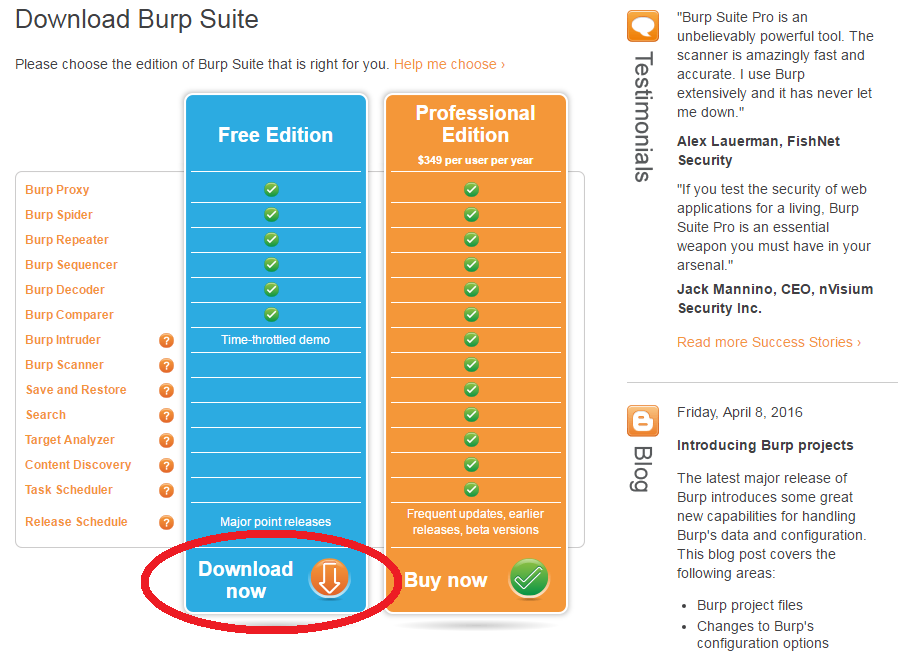 Download Burp Suite
Please choose the edition of Burp Suite that is right for you. Help me choose ›
Free Edition
Professional
Edition
$349 per user per year
Burp Proxy
Burp Spider
Burp Repeater
Burp Sequencer
Burp Decoder
Burp Comparer
Burp Intruder ? Time-throttled demo
Burp Scanner ?
Save and Restore ?
Search ?
Target Analyzer ?
Content Discovery ?
Task Scheduler ?
Release Schedule ? Major point releases
Frequent updates, earlier
releases, beta versions
Download
now
Buy now
Testimonials
"Burp Suite Pro is an
unbelievably powerful tool. The
scanner is amazingly fast and
accurate. I use Burp
extensively and it has never let
me down."
Alex Lauerman, FishNet
Security
"If you test the security of web
applications for a living, Burp
Suite Pro is an essential
weapon you must have in your
arsenal."
Jack Mannino, CEO, nVisium
Security Inc.
Read more Success Stories ›
Blog
Friday, April 8, 2016
Introducing Burp projects
The latest major release of
Burp introduces some great
new capabilities for handling
Burp's data and configuration.
This blog post covers the
following areas:
• Burp project files
• Changes to Burp's
configuration options